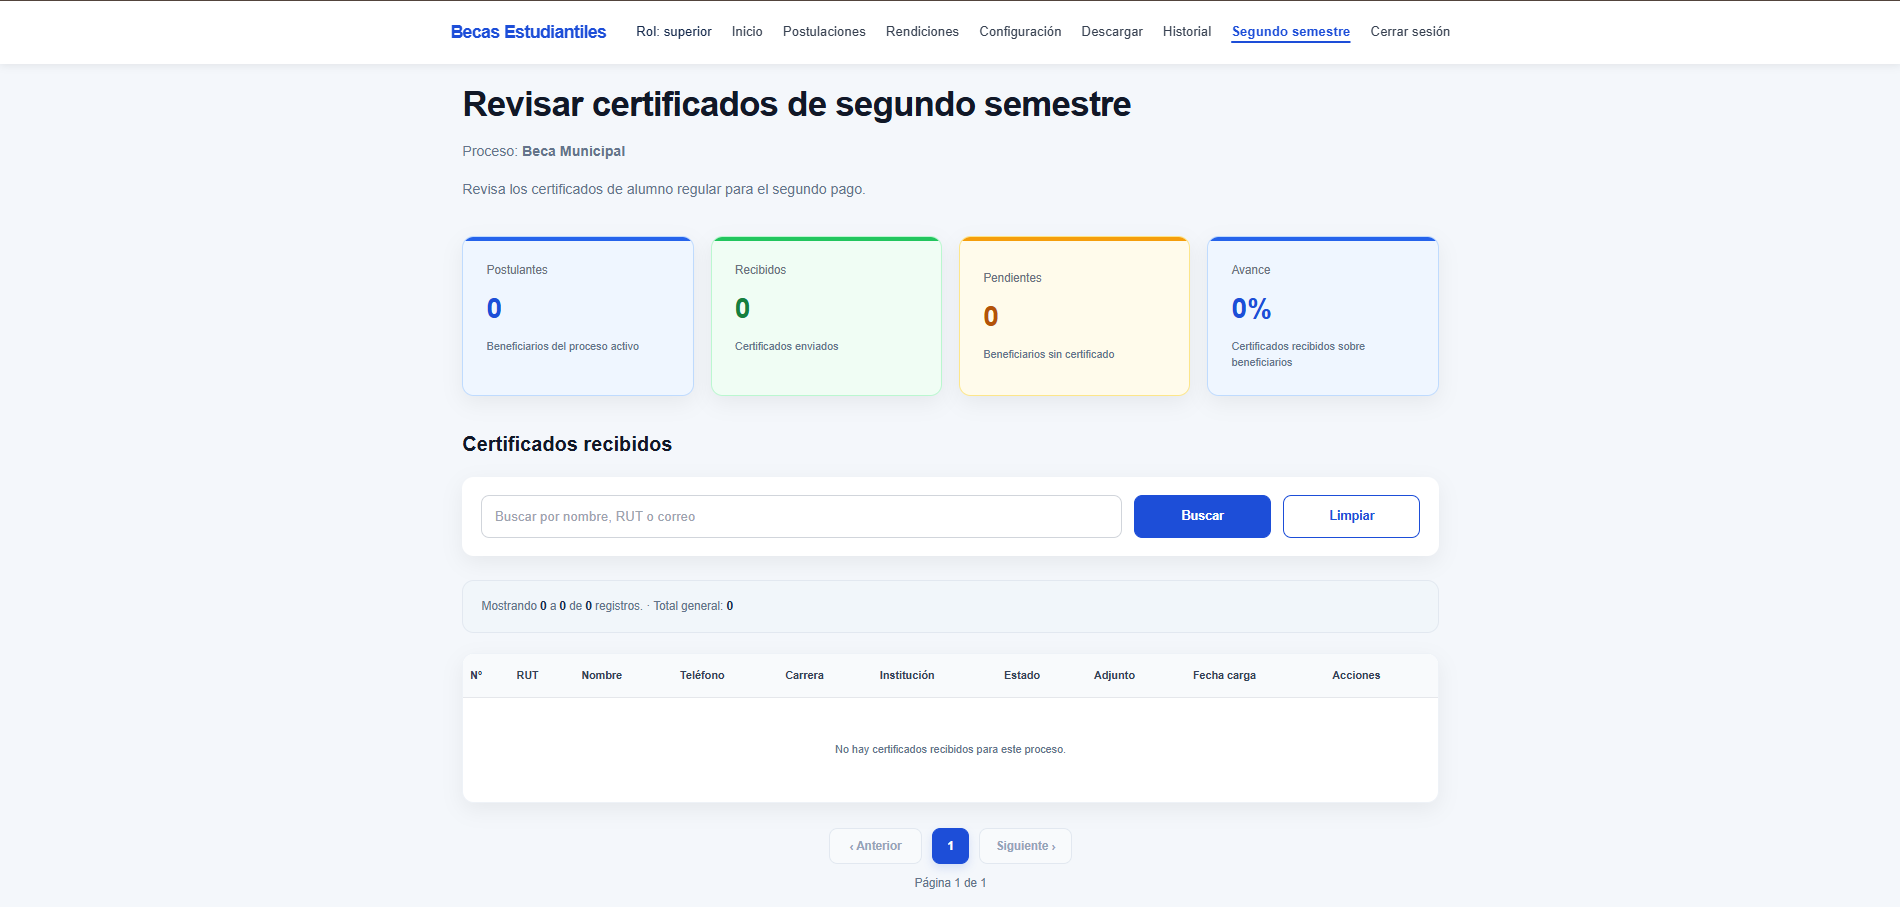 Becas Estudiantiles Rol: superior Inicio Postulaciones Rendiciones Configuración Descargar Historial Segundo semestre Cerrar sesión
Revisar certificados de segundo semestre
Proceso: Beca Municipal
Revisa los certificados de alumno regular para el segundo pago.
Postulantes
0
Beneficiarios del proceso activo
Recibidos
0
Certificados enviados
Pendientes
0
Beneficiarios sin certificado
Avance
0%
Certificados recibidos sobre
beneficiarios
Certificados recibidos
Buscar por nombre, RUT o correo Buscar Limpiar
Mostrando 0 a 0 de 0 registros. · Total general: 0
N° RUT Nombre Teléfono Carrera Institución Estado Adjunto Fecha carga Acciones
No hay certificados recibidos para este proceso.
‹ Anterior 1 Siguiente ›
Página 1 de 1